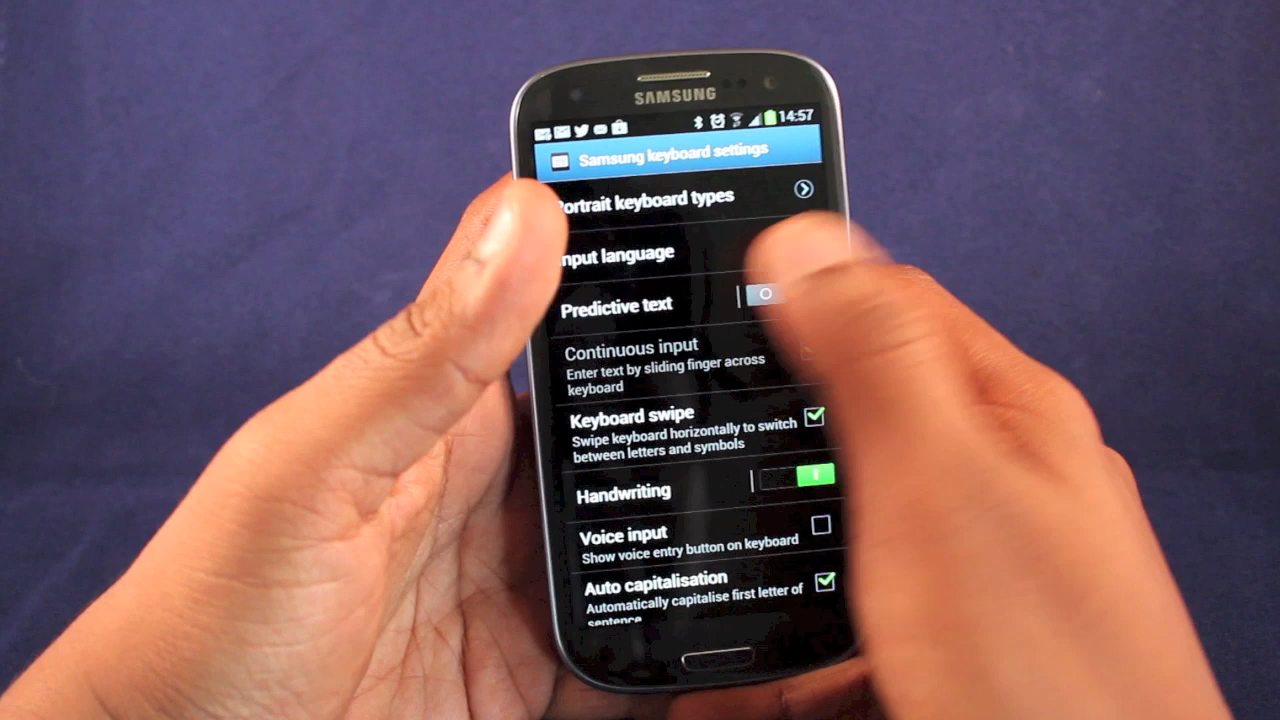 SAMSUNG
14:57
Samsung keyboard settings
Portrait keyboard types
Input language
Predictive text
Continuous input
Enter text by sliding finger across
keyboard
Keyboard swipe
Swipe keyboard horizontally to switch
between letters and symbols
Handwriting
Voice input
Show voice entry button on keyboard
Auto capitalisation
Automatically capitalise first letter of
sentence